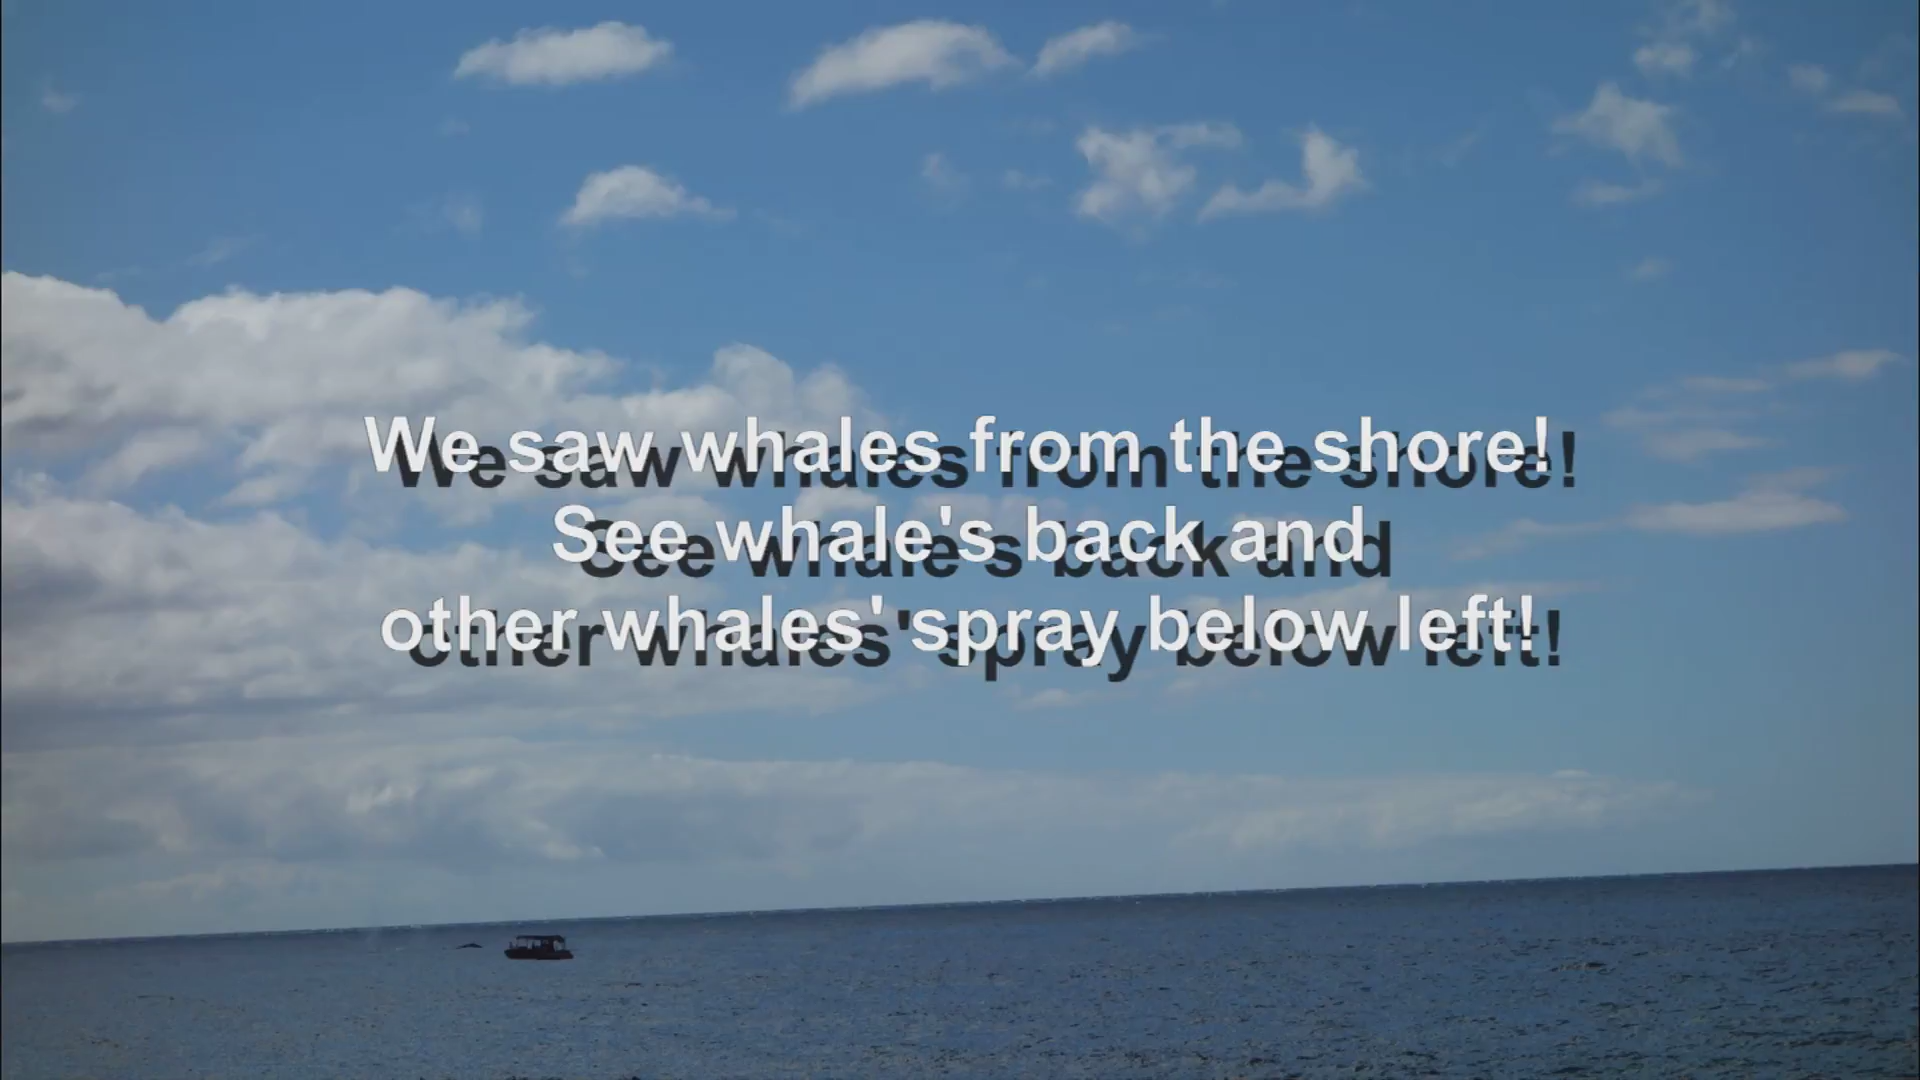 We saw whales from the shore!
See whale's back and
other whales' spray below left!